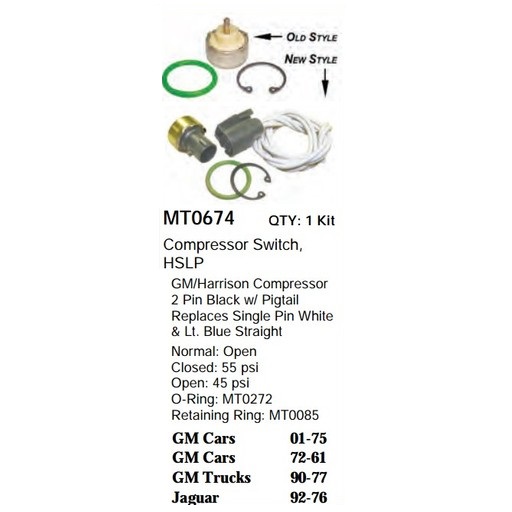 OLD STYLE
NEW STYLE
MT0674 QTY: 1 Kit
Compressor Switch,
HSLP
GM/Harrison Compressor
2 Pin Black w/ Pigtail
Replaces Single Pin White
& Lt. Blue Straight
Normal: Open
Closed: 55 psi
Open: 45 psi
O-Ring: MT0272
Retaining Ring: MT0085
GM Cars 01-75
GM Cars 72-61
GM Trucks 90-77
Jaguar 92-76